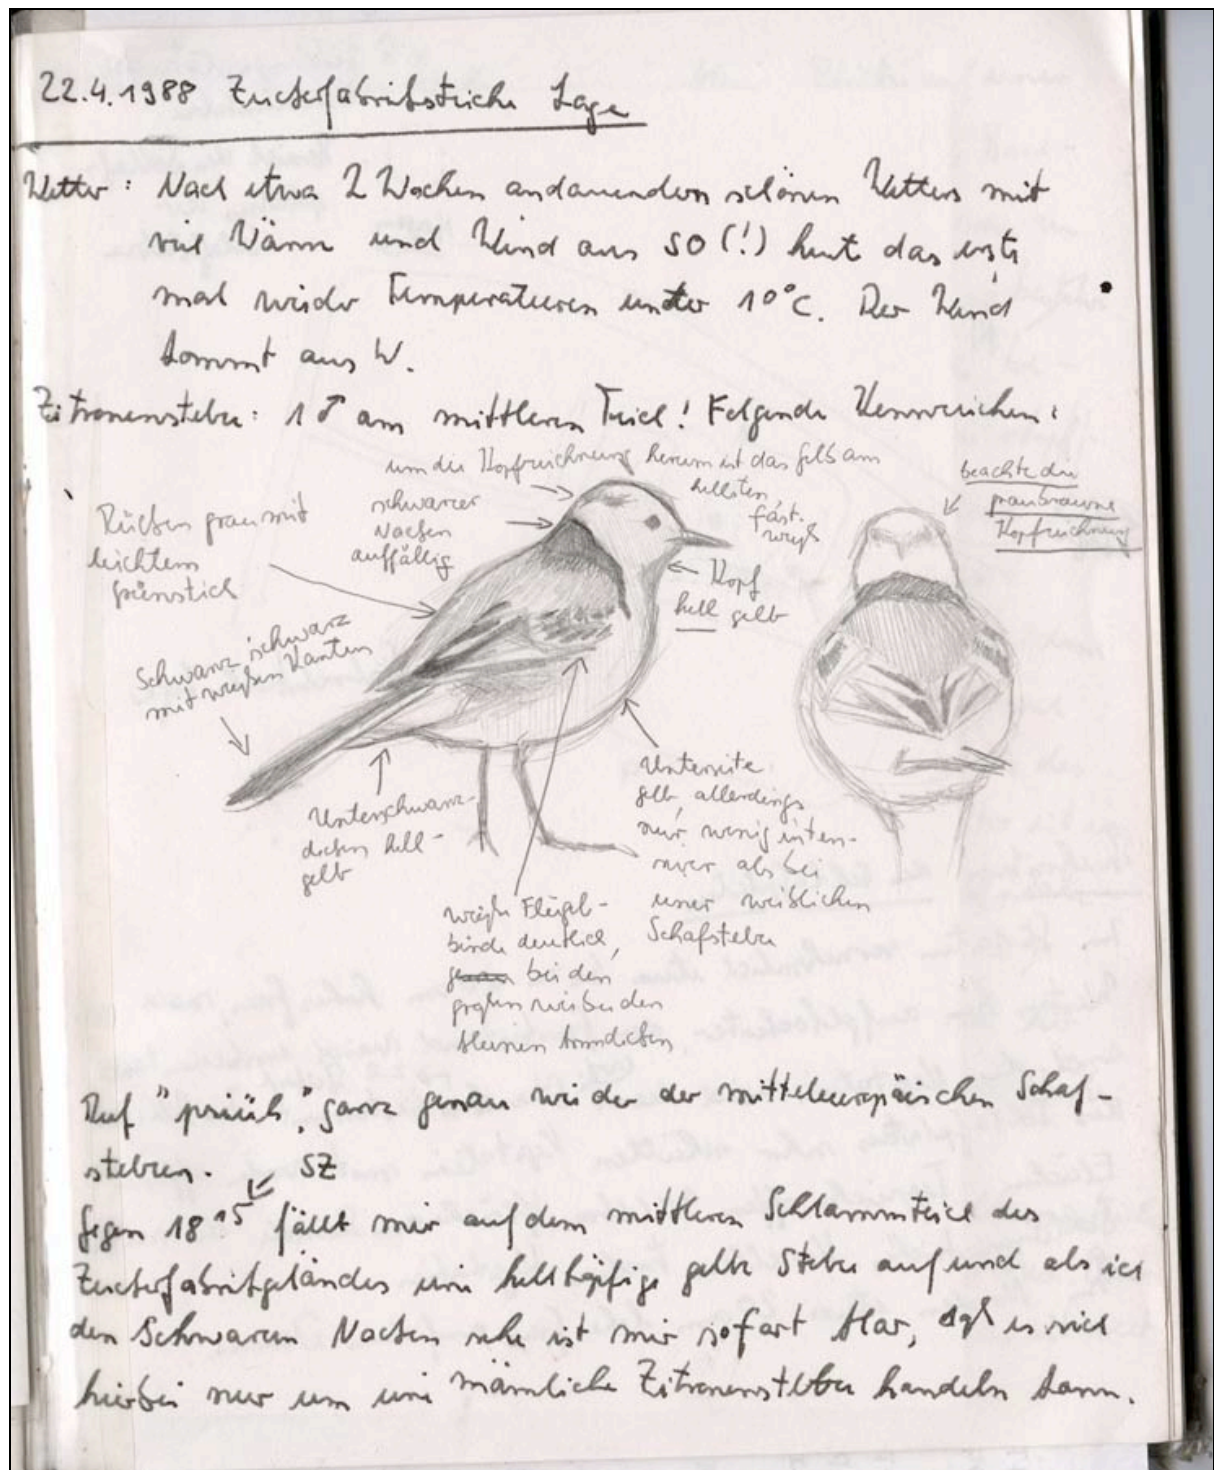 22.4.1988 Zuckerfabriksteiche Lage
Wetter: Nach etwa 2 Wochen andauernden schönen Wetters mit
viel Wärme und Wind aus SO (!) heut das erste
mal wieder Temperaturen unter 10°C. Der Wind
kommt aus W.
Zitronenstelze: 1 ♂ am mittleren Teich! Folgende Kennzeichen:
um die Kopfzeichnung herum ist das gelb am
hellsten,
fast
weiß
schwarzer
Nacken
auffällig
Rücken grau mit
leichtem
grünstich
Schwanz schwarz
mit weißen Kanten
Kopf
hell gelb
beachte die
graubraune
Kopfzeichnung
Unterschwanz-
decken hell-
gelb
weiße Flügel-
binde deutlich,
bei den
großen wie bei den
kleinen Armdecken
Unterseite
gelb, allerdings
nur wenig inten-
siver als bei
einer weiblichen
Schafstelze
Ruf "psiüh", ganz genau wie der der mitteleuropäischen Schaf-
stelzen.
SZ
Gegen 18 15 fällt mir auf dem mittleren Schlammteich des
Zuckerfabrikgeländes eine hellköpfige gelbe Stelze auf und als ich
den Schwarzen Nacken sehe ist mir sofort klar, daß es sich
hierbei nur um eine männliche Zitronenstelze handeln kann.